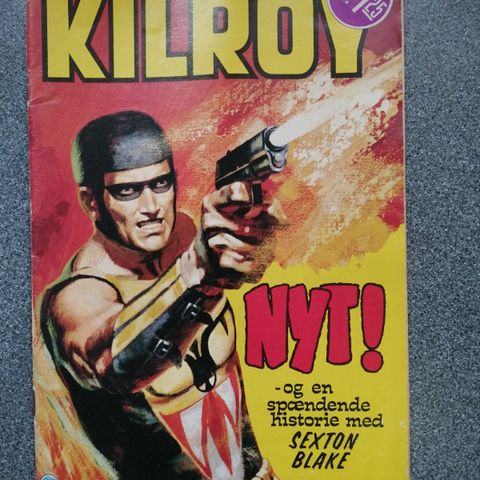 KILROY
NYT!
-og en
spændende
historie med
SEXTON
BLAKE